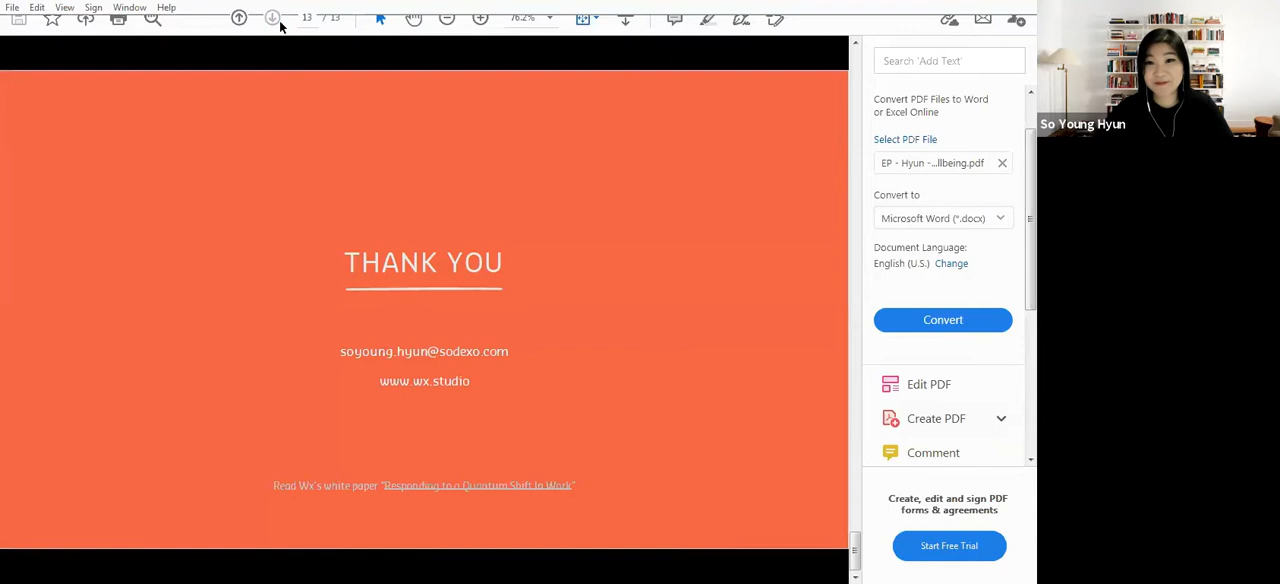 File Edit View Sign Window Help
13 / 13
76.2%
THANK YOU
soyoung.hyun@sodexo.com
www.wx.studio
Read Wx's white paper "Responding to a Quantum Shift in Work"
Search 'Add Text'
Convert PDF Files to Word
or Excel Online
Select PDF File
EP - Hyun -...llbeing.pdf
Convert to
Microsoft Word (*.docx)
Document Language:
English (U.S.) Change
Convert
Edit PDF
Create PDF
Comment
Create, edit and sign PDF
forms & agreements
Start Free Trial
So Young Hyun